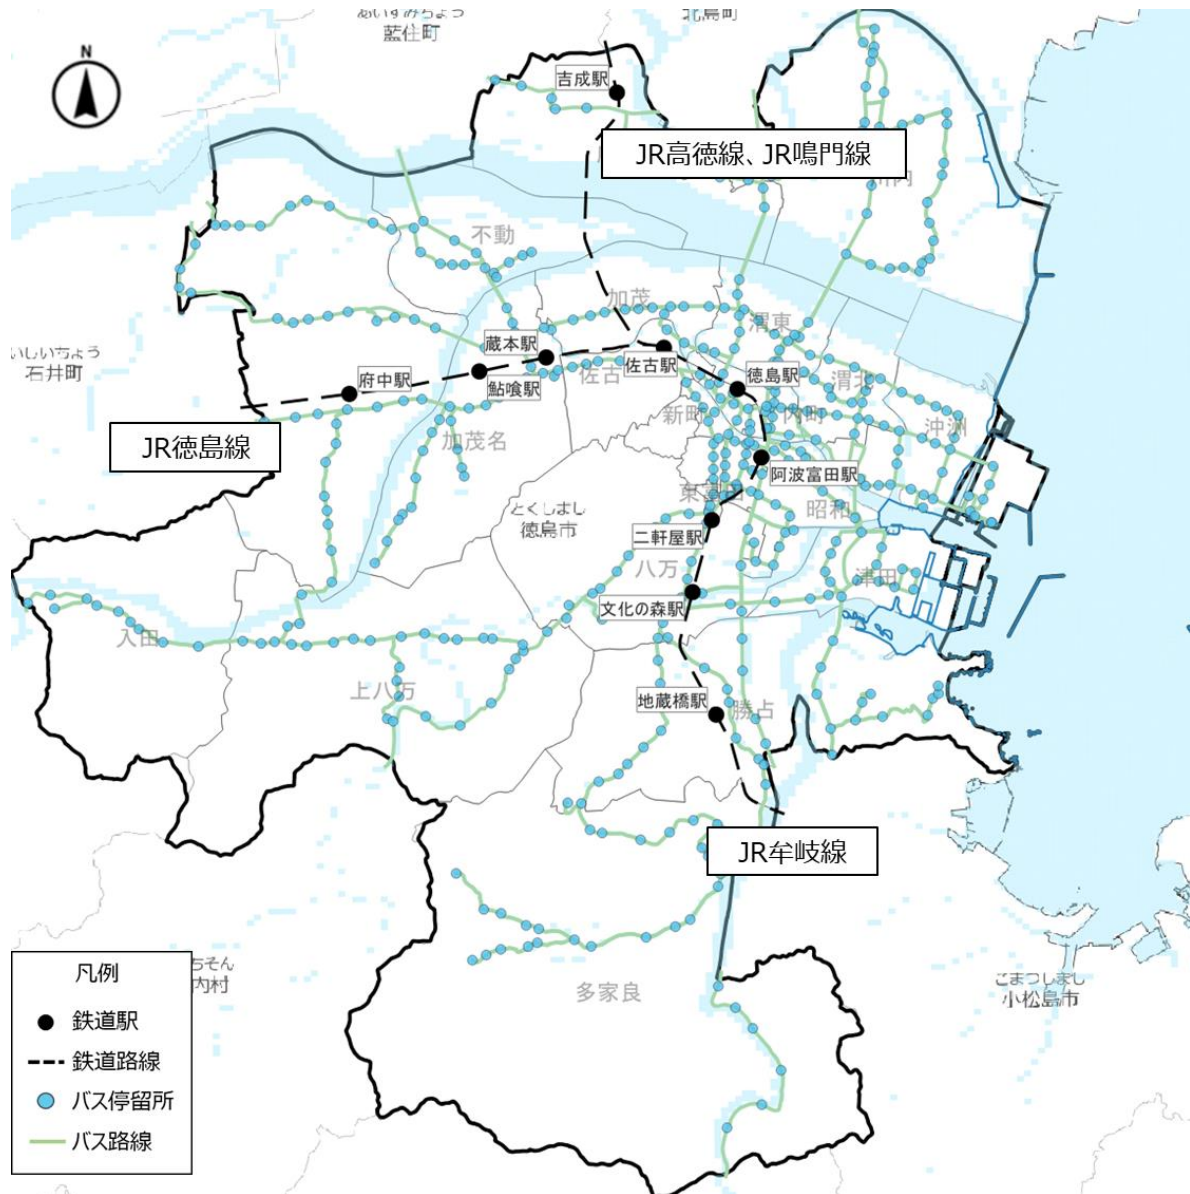 あいずみちょう
藍住町
北島町
N
吉成駅
JR高徳線、JR鳴門線
川内
不動
加茂
渭東
いしいちょう
石井町
蔵本駅
佐古駅
徳島駅
府中駅
鮎喰駅
佐古
渭北
新町
内町
沖洲
JR徳島線
加茂名
阿波富田駅
東富田
とくしまし
徳島市
昭和
二軒屋駅
八万
津田
文化の森駅
入田
上八万
地蔵橋駅
勝占
JR牟岐線
ちそん
内村
凡例
鉄道駅
鉄道路線
バス停留所
バス路線
多家良
こまつしまし
小松島市